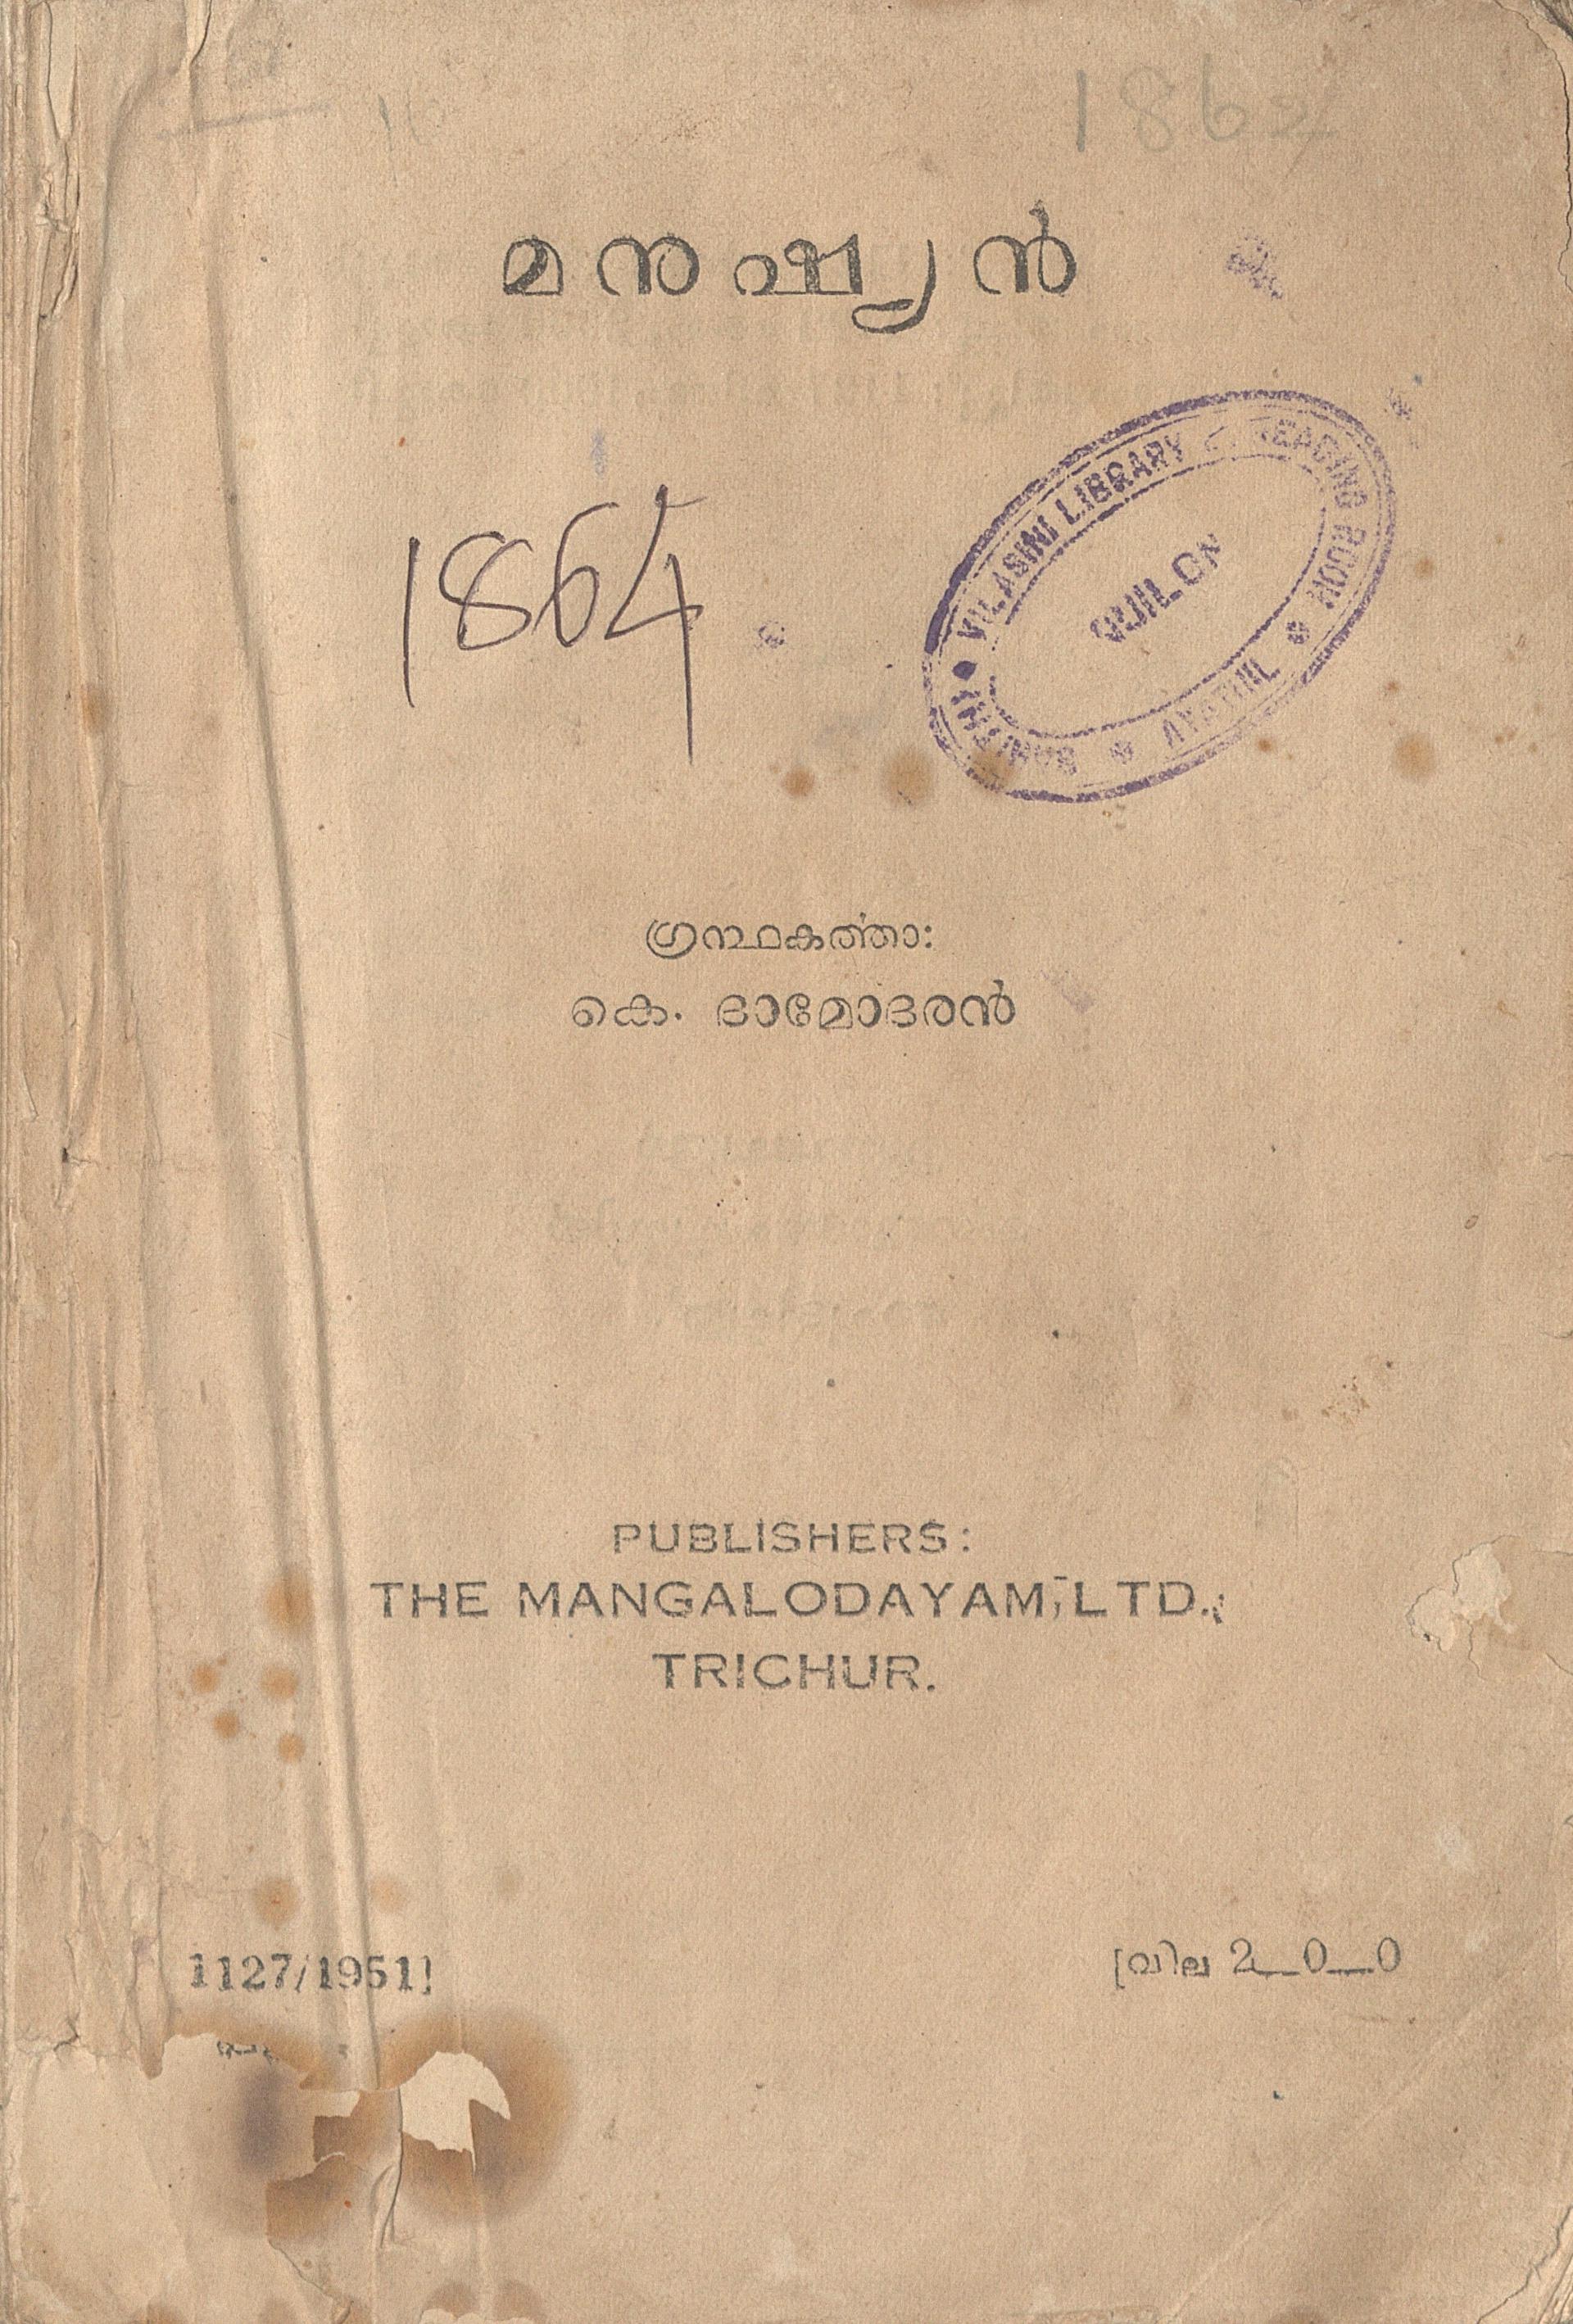 1862
മനുഷ്യൻ
1864
VILASINI LIBRARY & READING ROOM
QUILON
AYATHIL
ഗ്രന്ഥകർത്താ:
കെ. ദാമോദരൻ
PUBLISHERS:
THE MANGALODAYAM, LTD.,
TRICHUR.
1127/1951]
[വില 2_0_0